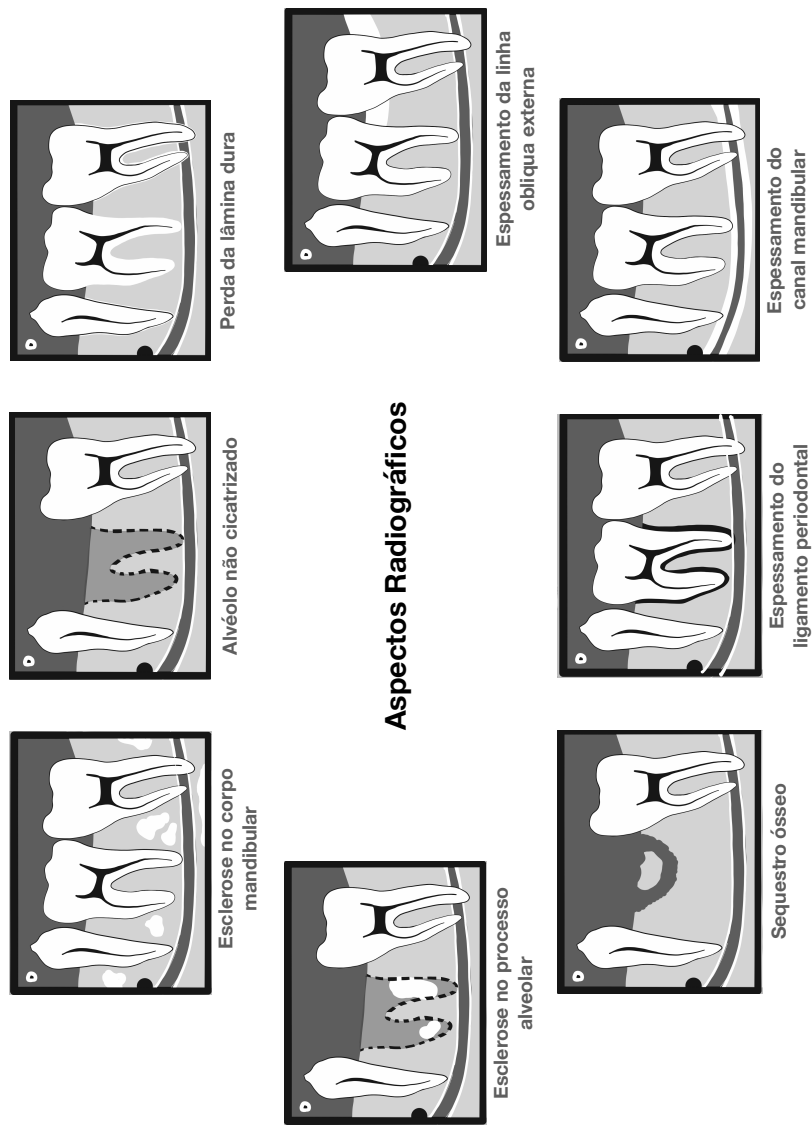 D
Esclerose no corpo
mandibular
D
Alvéolo não cicatrizado
D
Perda da lâmina dura
Aspectos Radiográficos
D
Esclerose no processo
alveolar
D
Espessamento da linha
obliqua externa
D
Sequestro ósseo
D
Espessamento do
ligamento periodontal
D
Espessamento do
canal mandibular